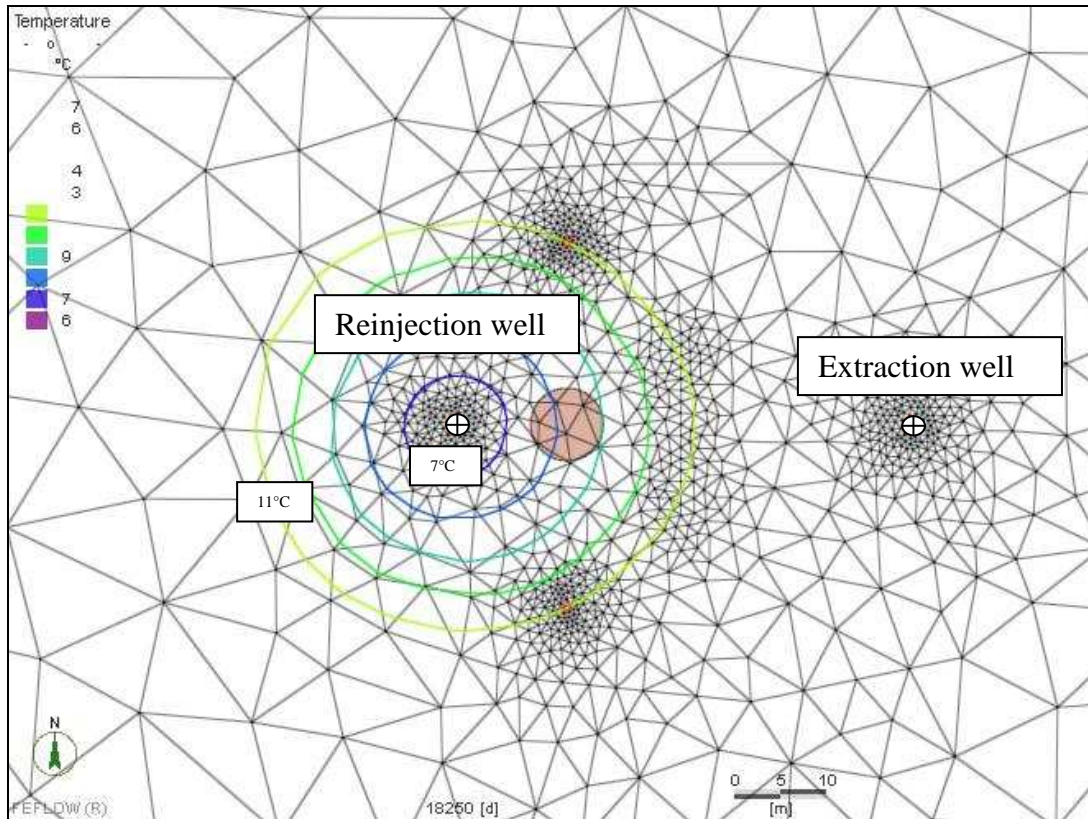 Temperature
- o -
°C
7
6
4
3
9
7
6
Reinjection well
Extraction well
7°C
11°C
N
FEFLOW (R)
18250 [d]
0 5 10
[m]